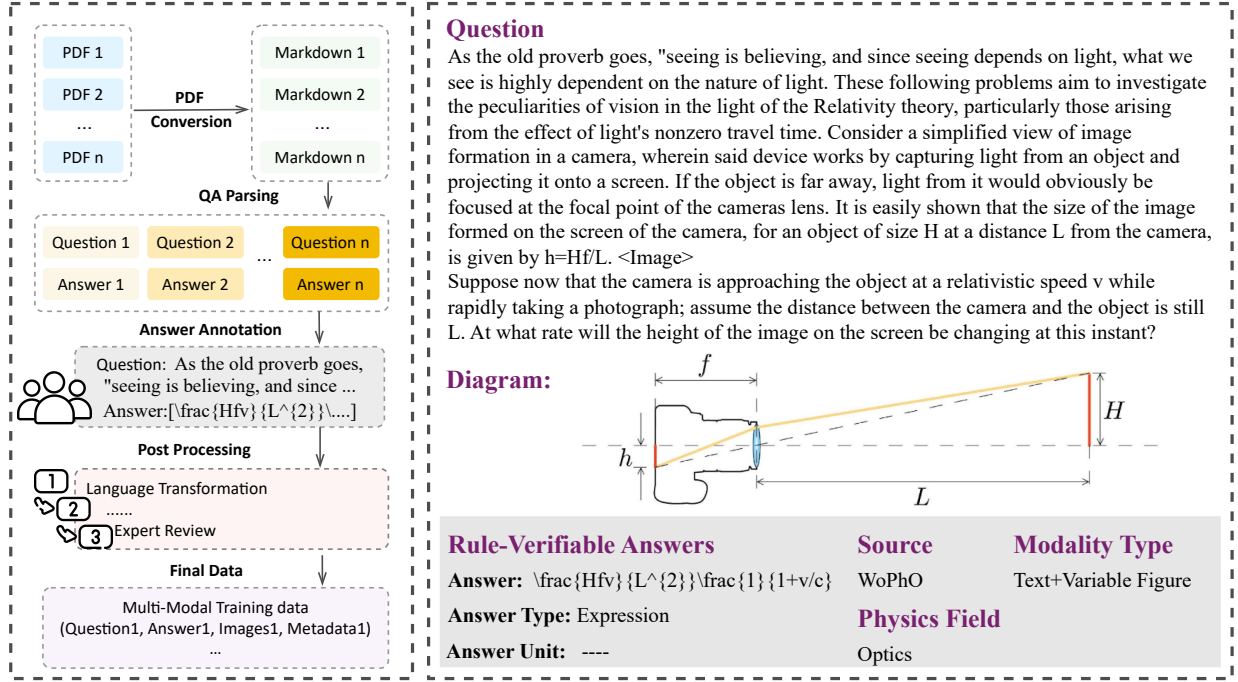 PDF 1
PDF 2
...
PDF n
PDF
Conversion
Markdown 1
Markdown 2
...
Markdown n
QA Parsing
Question 1
Question 2
...
Question n
Answer 1
Answer 2
Answer n
Answer Annotation
Question: As the old proverb goes,
"seeing is believing, and since ...
Answer:[\frac{Hfv}{L^{2}}\....]
Post Processing
1
Language Transformation
2
......
3
Expert Review
Final Data
Multi-Modal Training data
(Question1, Answer1, Images1, Metadata1)
...
Question
As the old proverb goes, "seeing is believing, and since seeing depends on light, what we
see is highly dependent on the nature of light. These following problems aim to investigate
the peculiarities of vision in the light of the Relativity theory, particularly those arising
from the effect of light's nonzero travel time. Consider a simplified view of image
formation in a camera, wherein said device works by capturing light from an object and
projecting it onto a screen. If the object is far away, light from it would obviously be
focused at the focal point of the cameras lens. It is easily shown that the size of the image
formed on the screen of the camera, for an object of size H at a distance L from the camera,
is given by h=Hf/L. <Image>
Suppose now that the camera is approaching the object at a relativistic speed v while
rapidly taking a photograph; assume the distance between the camera and the object is still
L. At what rate will the height of the image on the screen be changing at this instant?
Diagram:
f
H
h
L
Rule-Verifiable Answers
Answer: \frac{Hfv}{L^{2}}\frac{1}{1+v/c}
Answer Type: Expression
Answer Unit: ----
Source
WoPhO
Physics Field
Optics
Modality Type
Text+Variable Figure